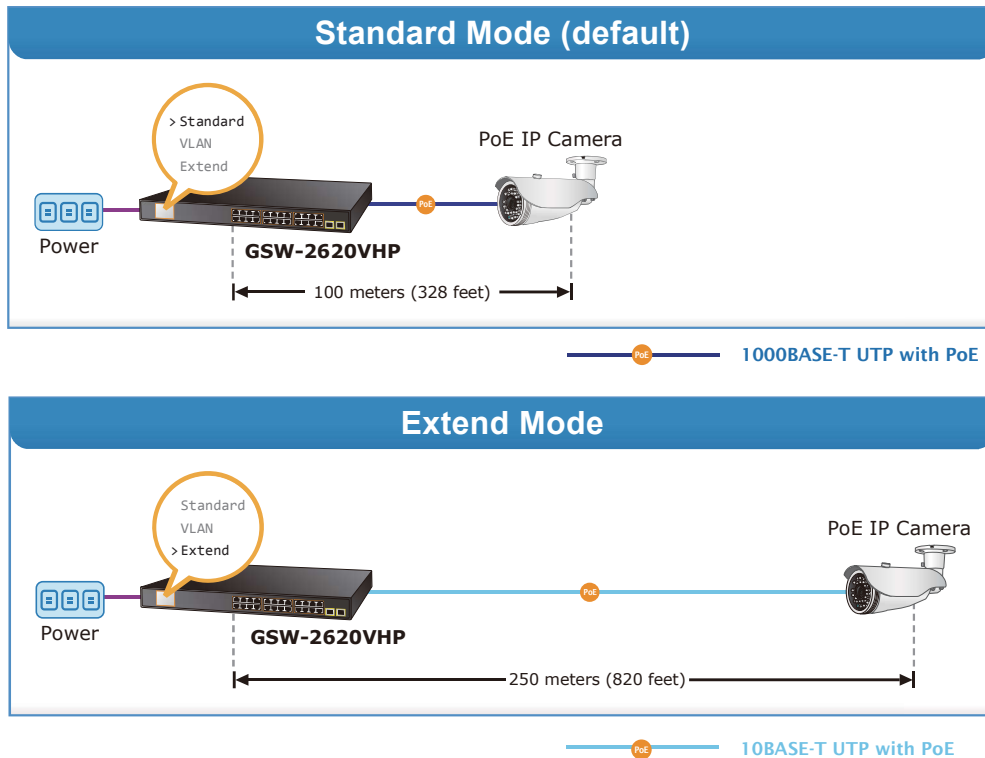 Standard Mode (default)
> Standard
VLAN
Extend
PoE IP Camera
PoE
Power
GSW-2620VHP
100 meters (328 feet)
PoE
1000BASE-T UTP with PoE
Extend Mode
Standard
VLAN
> Extend
PoE IP Camera
PoE
Power
GSW-2620VHP
250 meters (820 feet)
PoE
10BASE-T UTP with PoE